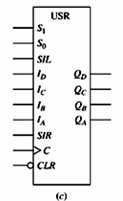 USR
S1
S0
SIL
ID QD
IC QC
IB QB
IA QA
SIR
C
CLR
(c)